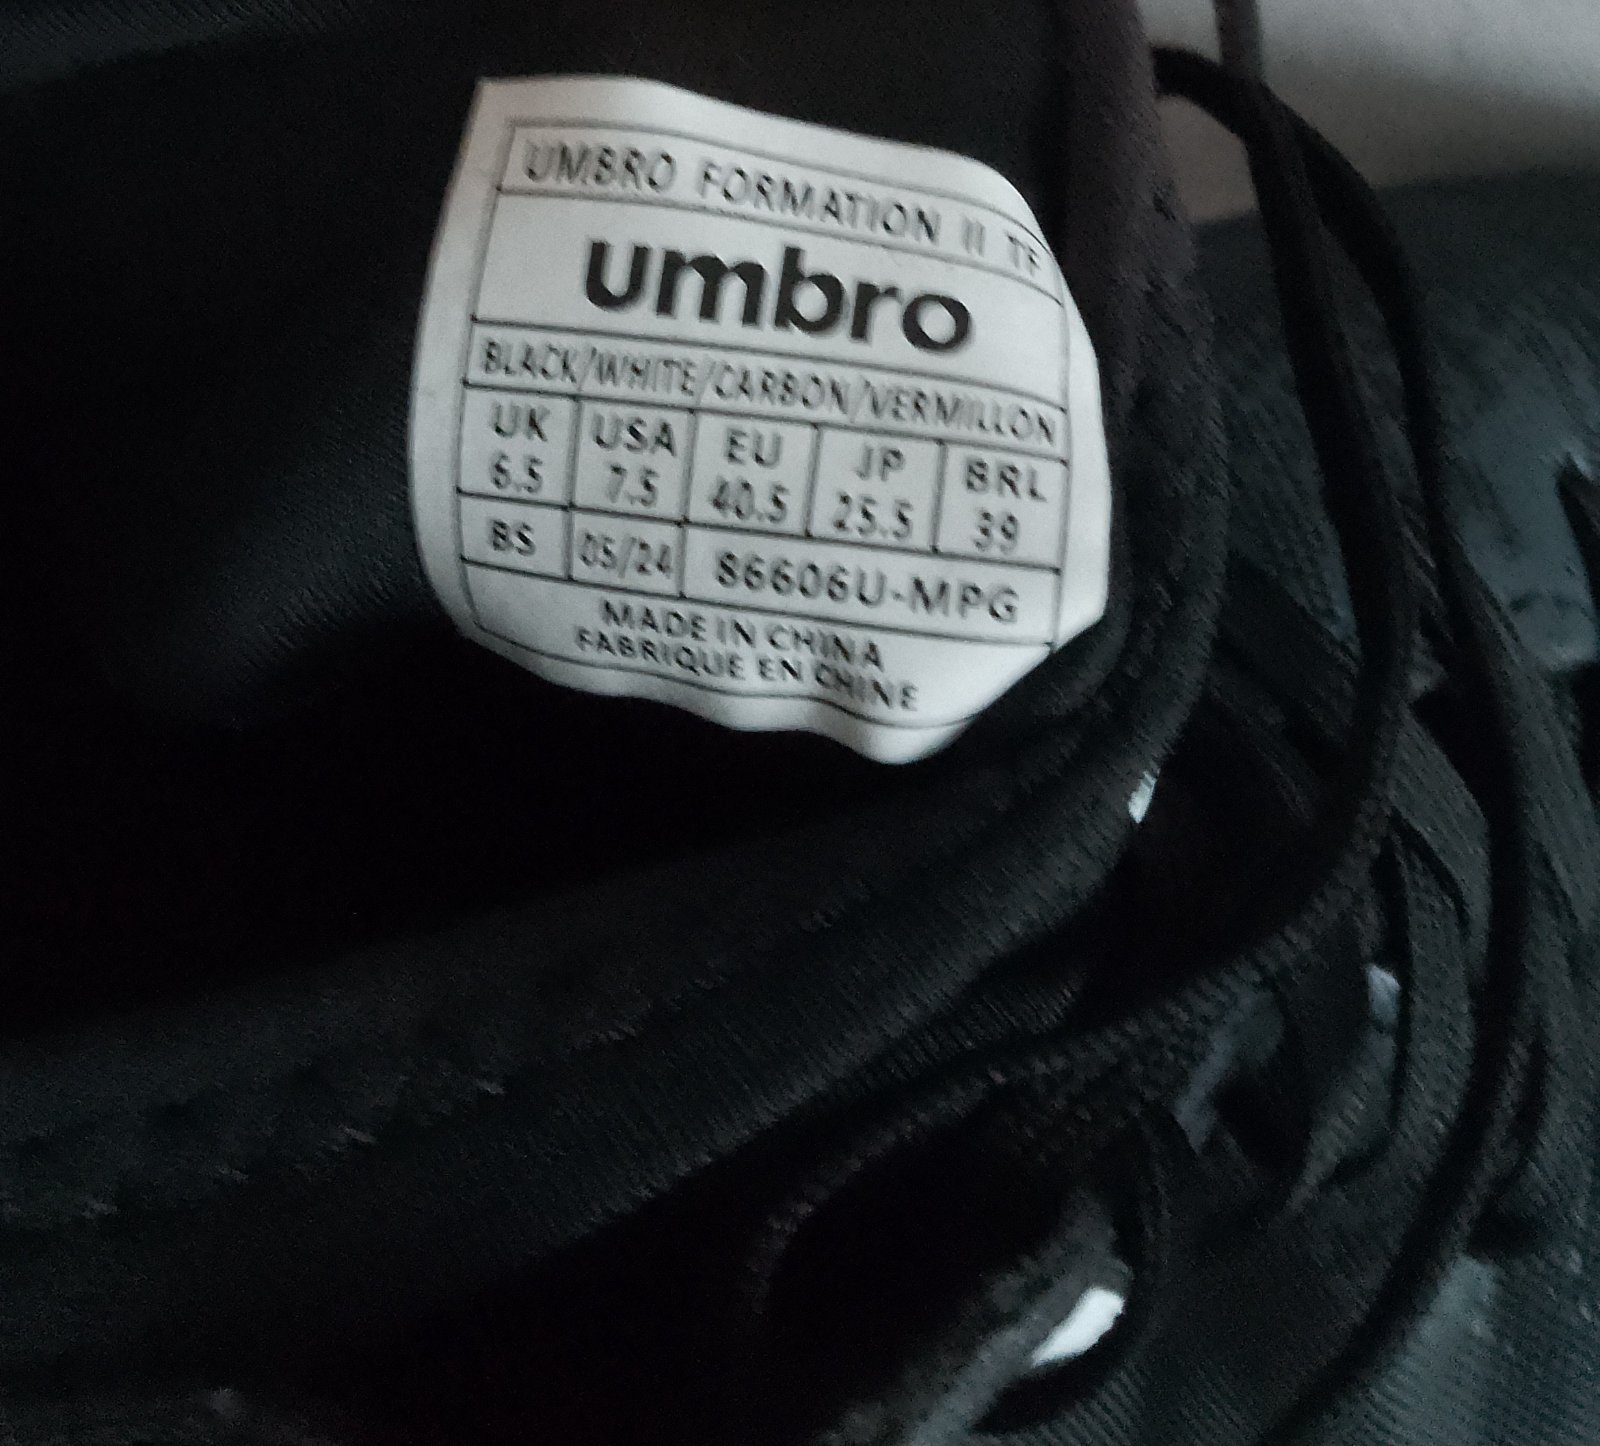 UMBRO FORMATION II TF
umbro
BLACK/WHITE/CARBON/VERMILLON
UK USA EU JP BRL
6.5 7.5 40.5 25.5 39
BS 05/24 86606U-MPG
MADE IN CHINA
FABRIQUE EN CHINE